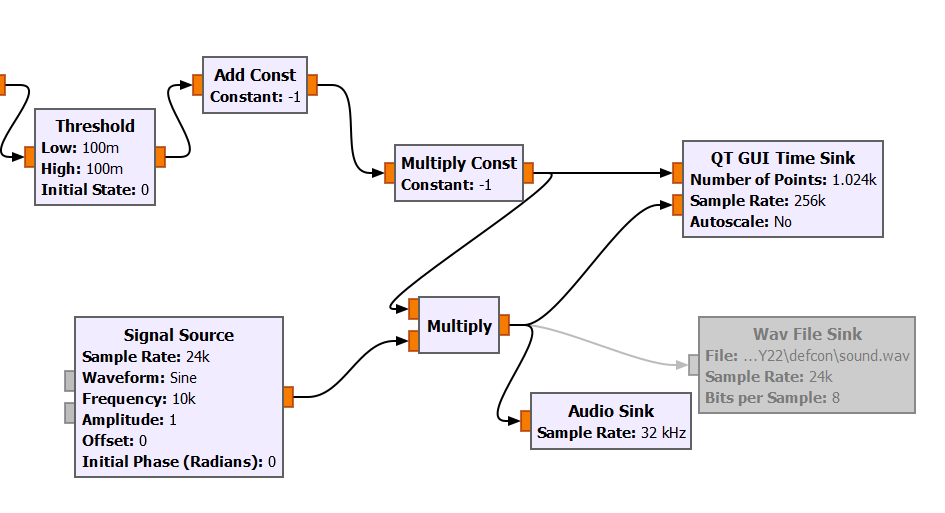 Add Const
Constant: -1
Threshold
Low: 100m
High: 100m
Initial State: 0
Multiply Const
Constant: -1
QT GUI Time Sink
Number of Points: 1.024k
Sample Rate: 256k
Autoscale: No
Multiply
Signal Source
Sample Rate: 24k
Waveform: Sine
Frequency: 10k
Amplitude: 1
Offset: 0
Initial Phase (Radians): 0
Wav File Sink
File: ...Y22\defcon\sound.wav
Sample Rate: 24k
Bits per Sample: 8
Audio Sink
Sample Rate: 32 kHz